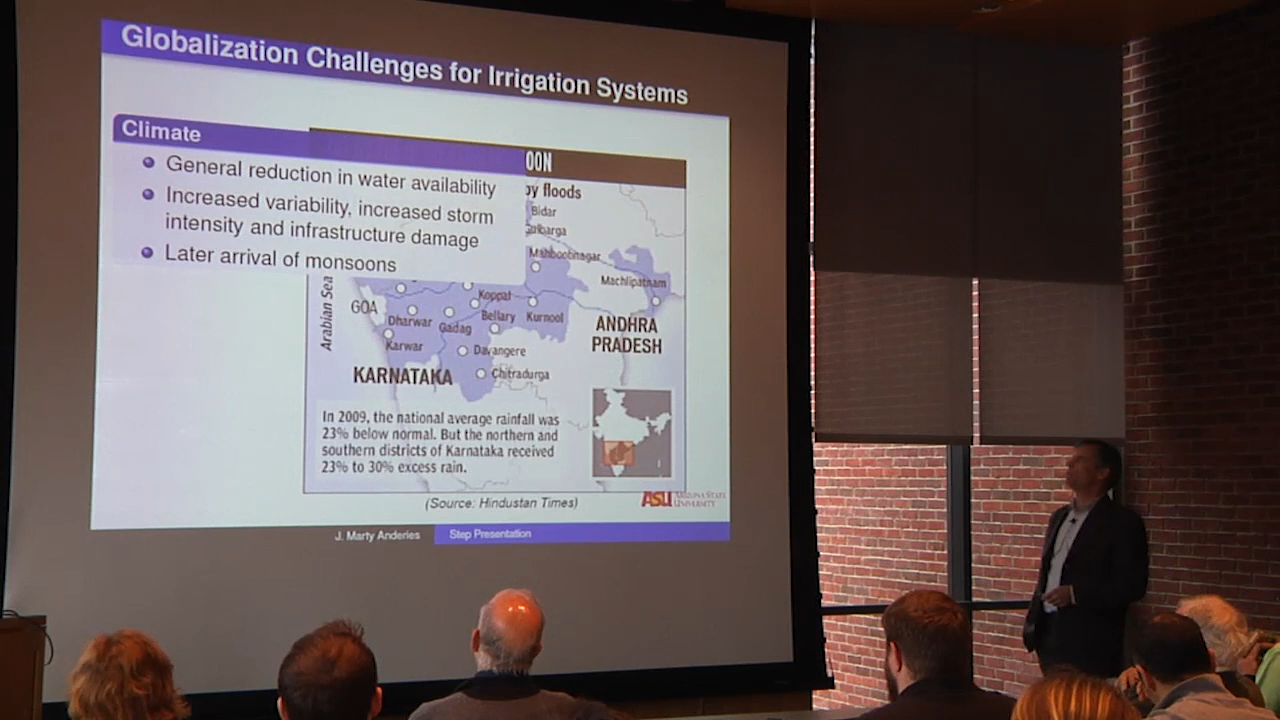 Globalization Challenges for Irrigation Systems
Climate
General reduction in water availability
Increased variability, increased storm
intensity and infrastructure damage
Later arrival of monsoons
OON
by floods
Bidar
Gulbarga
Mahboobnagar
Machlipatnam
Arabian Sea
GOA
Koppal
Dharwar
Gadag
Bellary
Kurnool
ANDHRA
PRADESH
Karwar
Davangere
KARNATAKA
Chitradurga
In 2009, the national average rainfall was
23% below normal. But the northern and
southern districts of Karnataka received
23% to 30% excess rain.
(Source: Hindustan Times)
ASU ARIZONA STATE
UNIVERSITY
J. Marty Anderies
Step Presentation